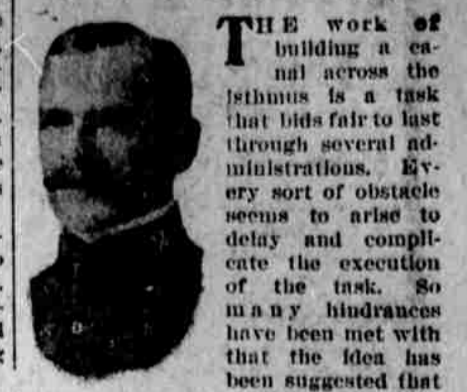 THE work of
building a ca-
nal across the
isthmus is a task
that bids fair to last
through several ad-
ministrations. Ev-
ery sort of obstacle
seems to arise to
delay and compli-
cate the execution
of the task. So
many hindrances
have been met with
that the idea has
been suggested that